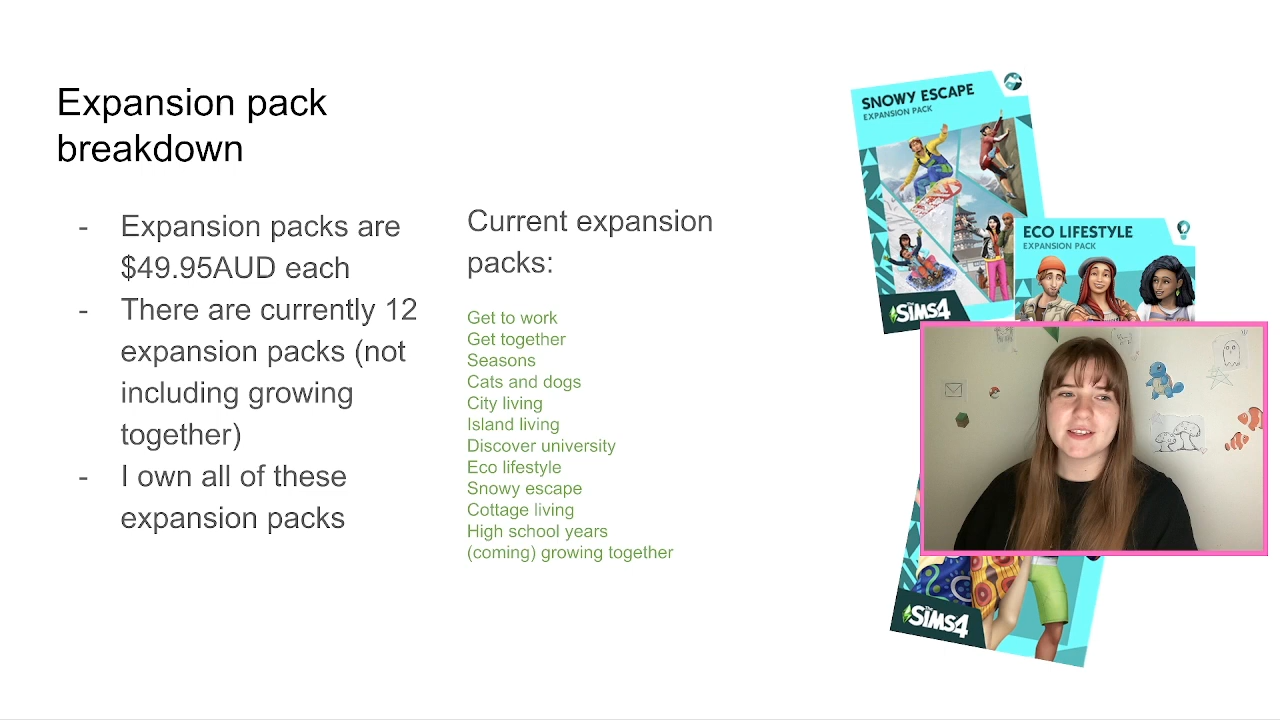 Expansion pack
breakdown
- Expansion packs are
$49.95AUD each
- There are currently 12
expansion packs (not
including growing
together)
- I own all of these
expansion packs
Current expansion
packs:
Get to work
Get together
Seasons
Cats and dogs
City living
Island living
Discover university
Eco lifestyle
Snowy escape
Cottage living
High school years
(coming) growing together
SNOWY ESCAPE
EXPANSION PACK
The SIMS4
ECO LIFESTYLE
EXPANSION PACK
The SIMS4